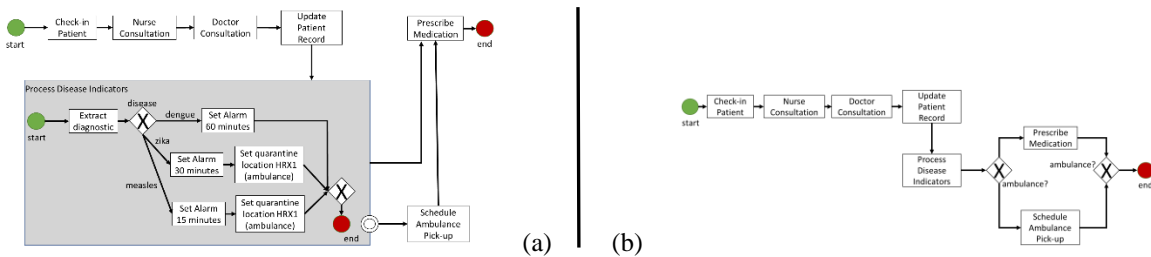 start
Check-in
Patient
Nurse
Consultation
Doctor
Consultation
Update
Patient
Record
Prescribe
Medication
end
Process Disease Indicators
start
Extract
diagnostic
disease
X
dengue
Set Alarm
60 minutes
zika
Set Alarm
30 minutes
Set quarantine
location HRX1
(ambulance)
measles
Set Alarm
15 minutes
Set quarantine
location HRX1
(ambulance)
X
end
Schedule
Ambulance
Pick-up
(a)
(b)
start
Check-in
Patient
Nurse
Consultation
Doctor
Consultation
Update
Patient
Record
Process
Disease
Indicators
X
ambulance?
Prescribe
Medication
Schedule
Ambulance
Pick-up
ambulance?
X
end